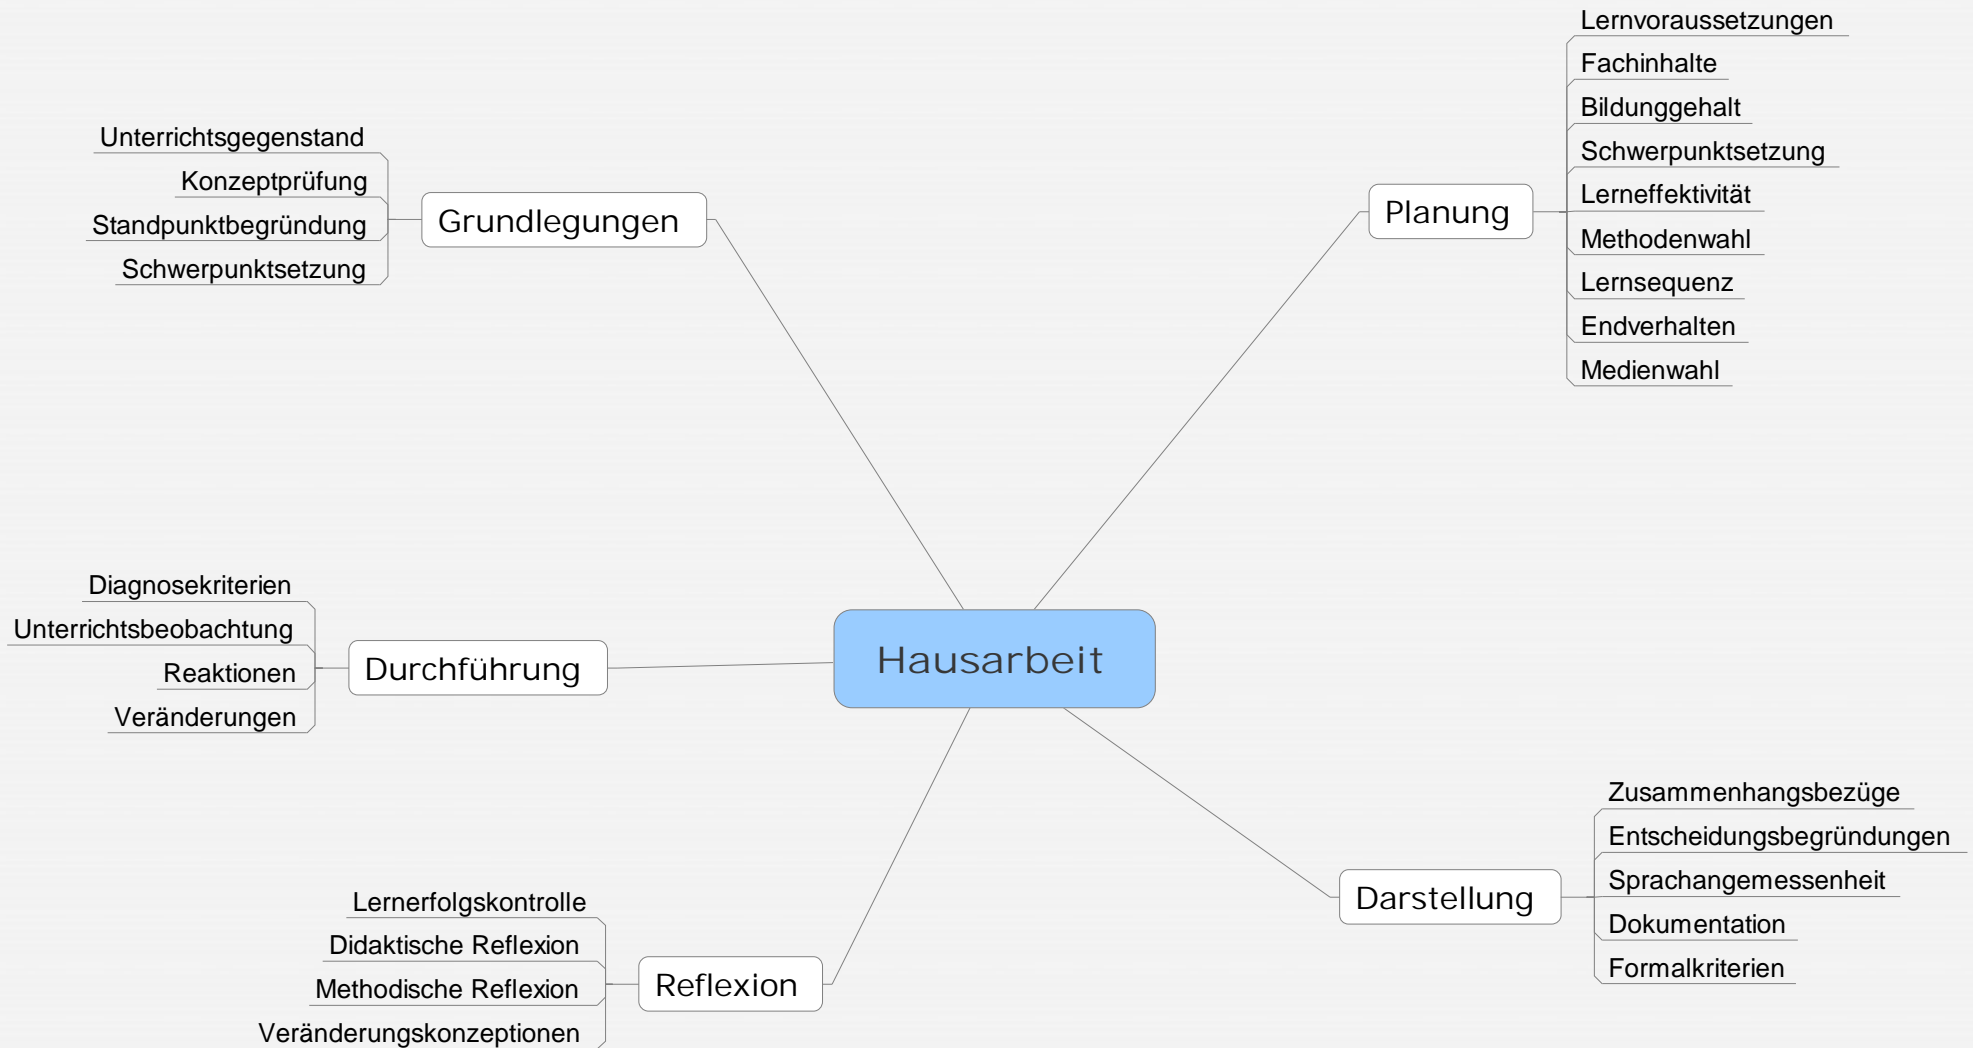 Hausarbeit
Grundlegungen
Unterrichtsgegenstand
Konzeptprüfung
Standpunktbegründung
Schwerpunktsetzung
Planung
Lernvoraussetzungen
Fachinhalte
Bildunggehalt
Schwerpunktsetzung
Lerneffektivität
Methodenwahl
Lernsequenz
Endverhalten
Medienwahl
Durchführung
Diagnosekriterien
Unterrichtsbeobachtung
Reaktionen
Veränderungen
Reflexion
Lernerfolgskontrolle
Didaktische Reflexion
Methodische Reflexion
Veränderungskonzeptionen
Darstellung
Zusammenhangsbezüge
Entscheidungsbegründungen
Sprachangemessenheit
Dokumentation
Formalkriterien